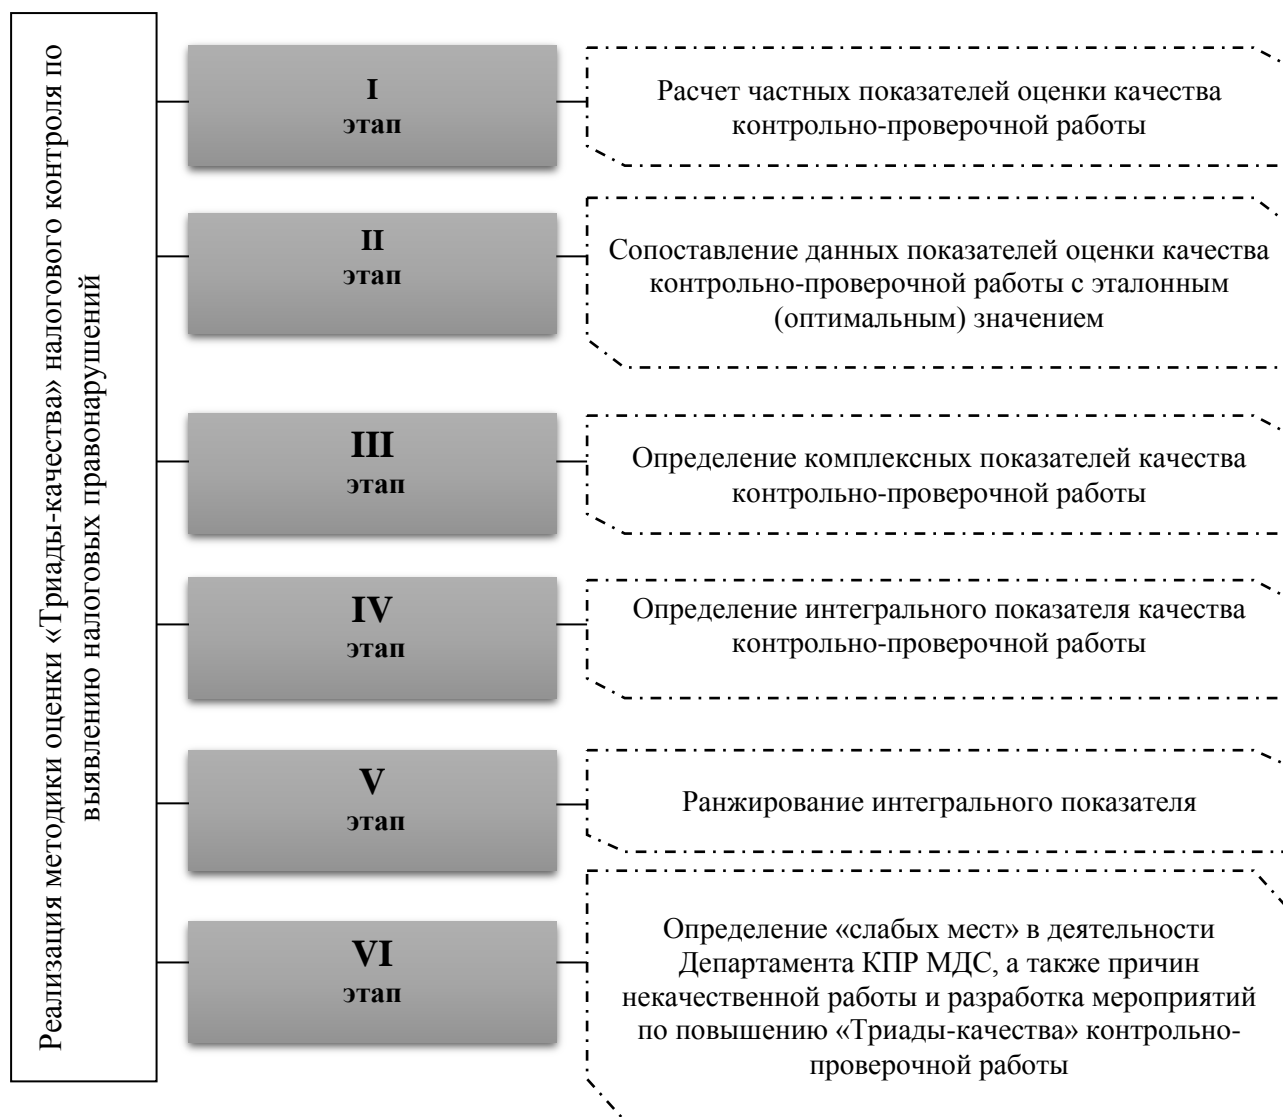 Реализация методики оценки «Триады-качества» налогового контроля по
выявлению налоговых правонарушений
I
этап
Расчет частных показателей оценки качества
контрольно-проверочной работы
II
этап
Сопоставление данных показателей оценки качества
контрольно-проверочной работы с эталонным
(оптимальным) значением
III
этап
Определение комплексных показателей качества
контрольно-проверочной работы
IV
этап
Определение интегрального показателя качества
контрольно-проверочной работы
V
этап
Ранжирование интегрального показателя
VI
этап
Определение «слабых мест» в деятельности
Департамента КПР МДС, а также причин
некачественной работы и разработка мероприятий
по повышению «Триады-качества» контрольно-
проверочной работы